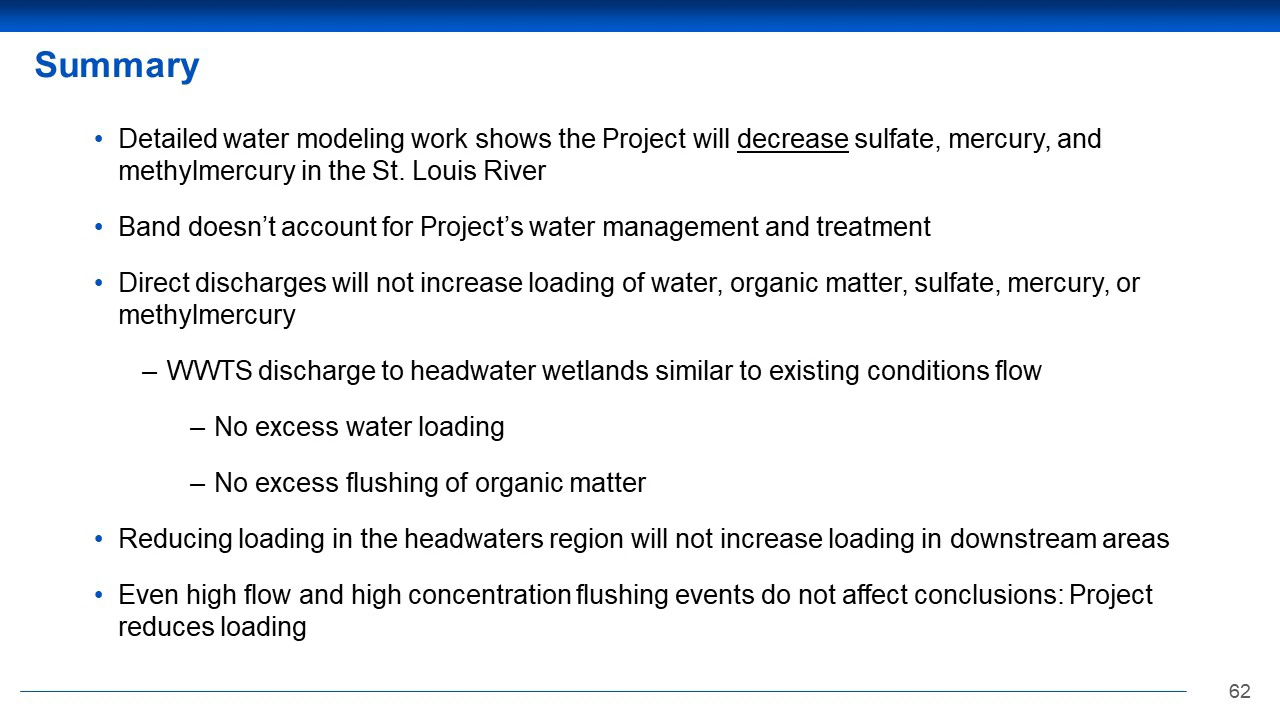 Summary
• Detailed water modeling work shows the Project will decrease sulfate, mercury, and
methylmercury in the St. Louis River
• Band doesn’t account for Project’s water management and treatment
• Direct discharges will not increase loading of water, organic matter, sulfate, mercury, or
methylmercury
– WWTS discharge to headwater wetlands similar to existing conditions flow
– No excess water loading
– No excess flushing of organic matter
• Reducing loading in the headwaters region will not increase loading in downstream areas
• Even high flow and high concentration flushing events do not affect conclusions: Project
reduces loading
62